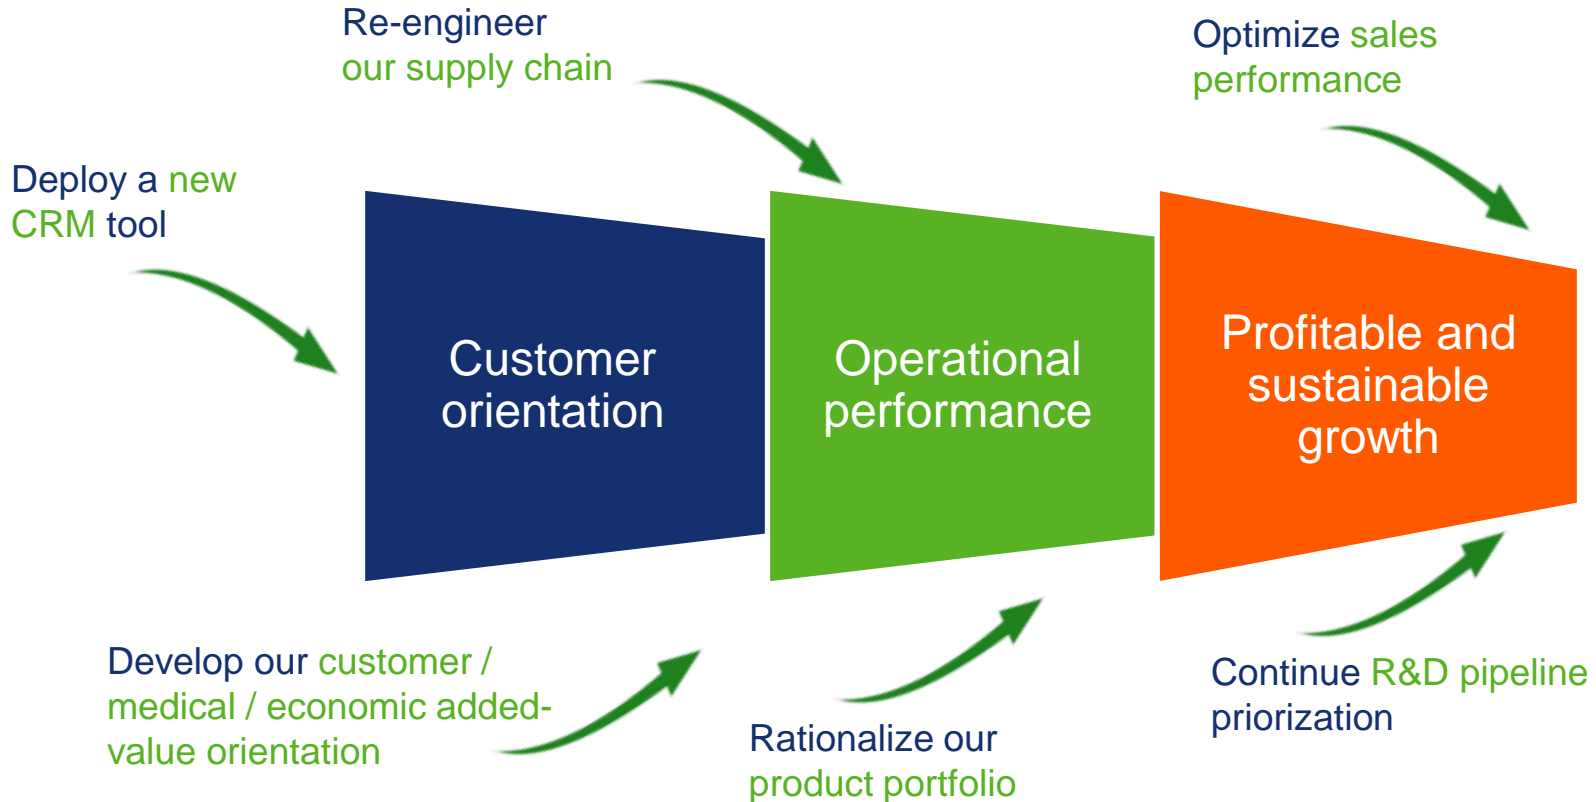 Re-engineer
our supply chain
Optimize sales
performance
Deploy a new
CRM tool
Customer
orientation
Operational
performance
Profitable and
sustainable
growth
Develop our customer /
medical / economic added-
value orientation
Rationalize our
product portfolio
Continue R&D pipeline
priorization